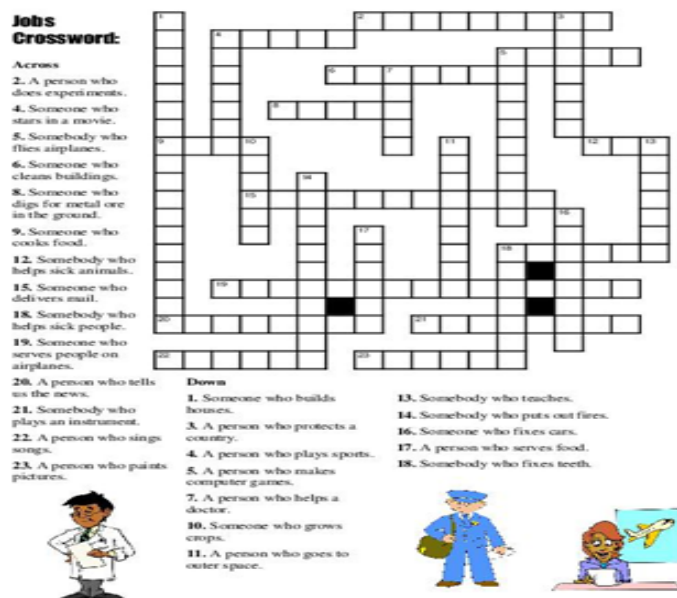 Jobs
Crossword:
Across
2. A person who
does experiments.
4. Someone who
stars in a movie.
5. Somebody who
flies airplanes.
6. Someone who
cleans buildings.
8. Someone who
digs for metal ore
in the ground.
9. Someone who
cooks food.
12. Somebody who
helps sick animals.
15. Someone who
delivers mail.
18. Somebody who
helps sick people.
19. Someone who
serves people on
airplanes.
20. A person who tells
us the news.
21. Somebody who
plays an instrument.
22. A person who sings
songs.
23. A person who paints
pictures.
1 2 3
4
5
6 7
8
9 10 11 12 13
14
15
16
17
18
19
20 21
22 23
Down
1. Someone who builds
houses.
3. A person who protects a
country.
4. A person who plays sports.
5. A person who makes
computer games.
7. A person who helps a
doctor.
10. Someone who grows
crops.
11. A person who goes to
outer space.
13. Somebody who teaches.
14. Somebody who puts out fires.
16. Someone who fixes cars.
17. A person who serves food.
18. Somebody who fixes teeth.